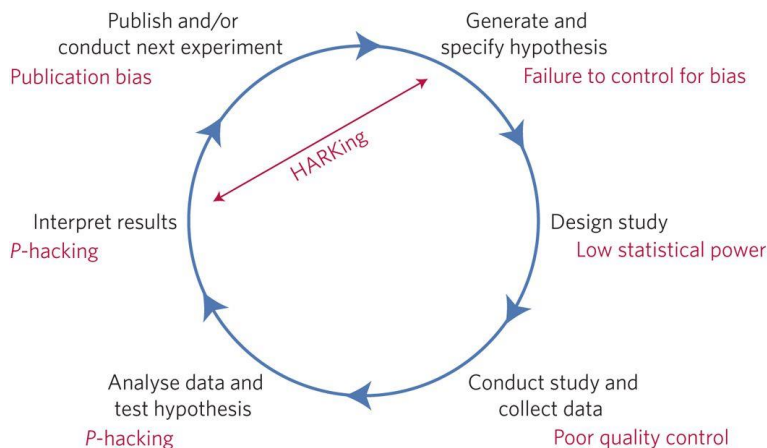 Publish and/or
conduct next experiment
Publication bias
Generate and
specify hypothesis
Failure to control for bias
HARKing
Interpret results
P-hacking
Design study
Low statistical power
Analyse data and
test hypothesis
P-hacking
Conduct study and
collect data
Poor quality control